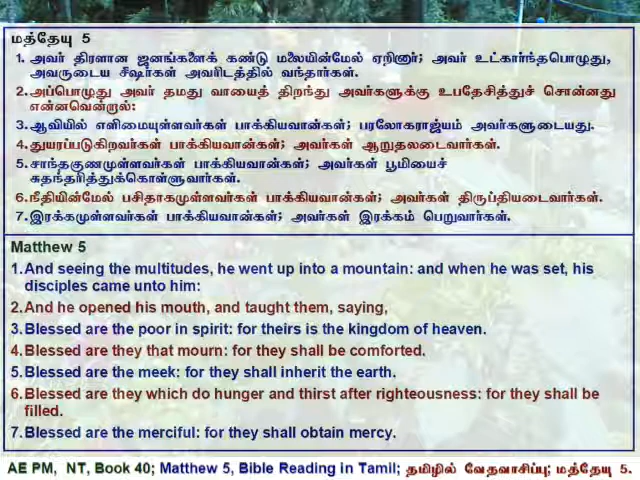 மத்தேயு 5
1. அவர் திரளான ஜனங்களைக் கண்டு மலையின்மேல் ஏறினார்; அவர் உட்கார்ந்தபொழுது,
அவருடைய சீஷர்கள் அவரிடத்தில் வந்தார்கள்.
2.அப்பொழுது அவர் தமது வாயைத் திறந்து அவர்களுக்கு உபதேசித்துச் சொன்னது
என்னவென்றால்:
3.ஆவியில் எளிமையுள்ளவர்கள் பாக்கியவான்கள்; பரலோகராஜ்யம் அவர்களுடையது.
4.துயரப்படுகிறவர்கள் பாக்கியவான்கள்; அவர்கள் ஆறுதலடைவார்கள்.
5.சாந்தகுணமுள்ளவர்கள் பாக்கியவான்கள்; அவர்கள் பூமியைச்
சுதந்தரித்துக்கொள்ளுவார்கள்.
6.நீதியின்மேல் பசிதாகமுள்ளவர்கள் பாக்கியவான்கள்; அவர்கள் திருப்தியடைவார்கள்.
7.இரக்கமுள்ளவர்கள் பாக்கியவான்கள்; அவர்கள் இரக்கம் பெறுவார்கள்.
Matthew 5
1.And seeing the multitudes, he went up into a mountain: and when he was set, his
disciples came unto him:
2.And he opened his mouth, and taught them, saying,
3.Blessed are the poor in spirit: for theirs is the kingdom of heaven.
4.Blessed are they that mourn: for they shall be comforted.
5.Blessed are the meek: for they shall inherit the earth.
6.Blessed are they which do hunger and thirst after righteousness: for they shall be
filled.
7.Blessed are the merciful: for they shall obtain mercy.
AE PM, NT, Book 40; Matthew 5, Bible Reading in Tamil; தமிழில் வேதவாசிப்பு; மத்தேயு 5.